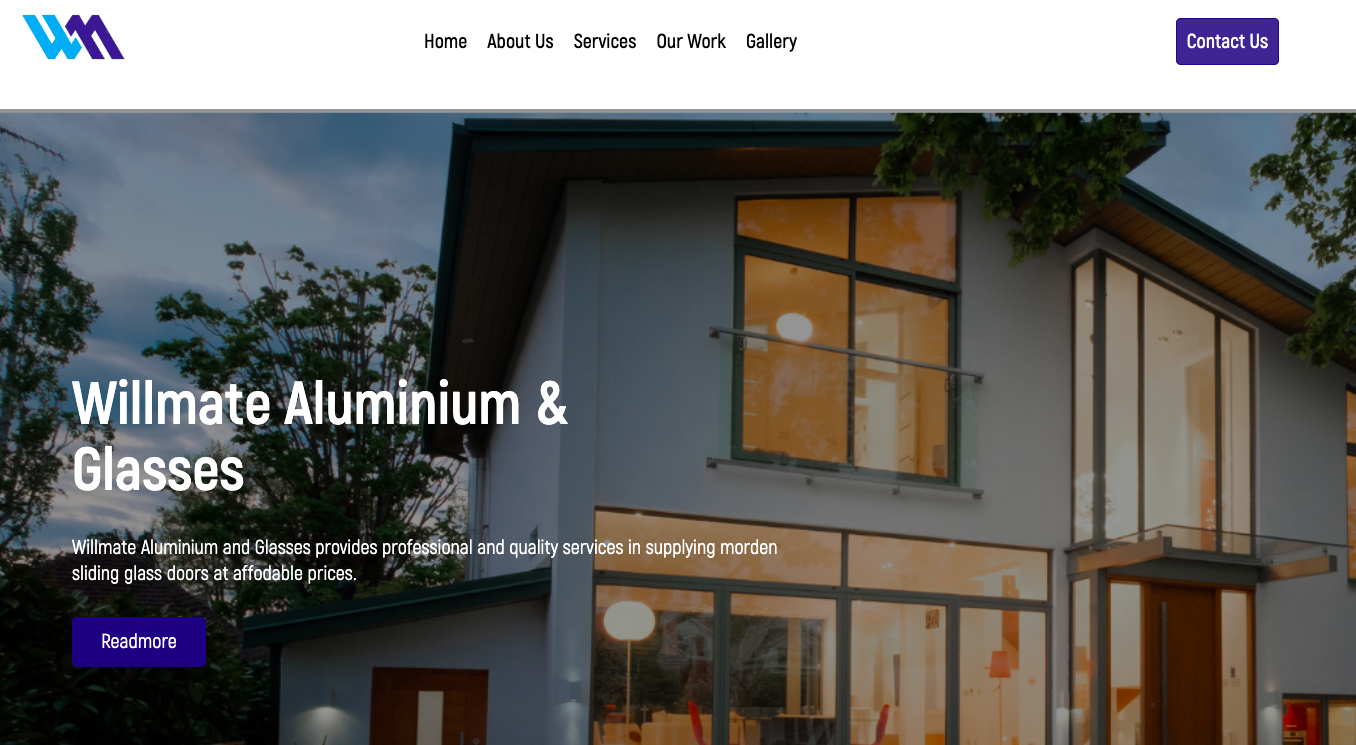 WM
Home About Us Services Our Work Gallery Contact Us
Willmate Aluminium &
Glasses
Willmate Aluminium and Glasses provides professional and quality services in supplying morden
sliding glass doors at affodable prices.
Readmore